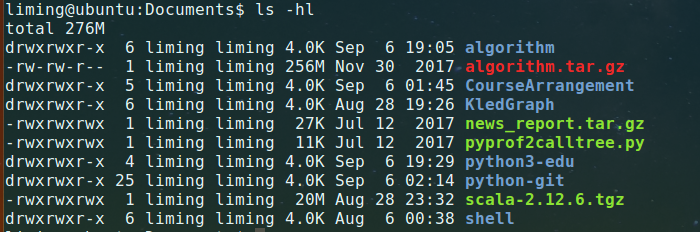 liming@ubuntu:Documents$ ls -hl
total 276M
drwxrwxr-x  6 liming liming 4.0K Sep  6 19:05 algorithm
-rw-rw-r--  1 liming liming 256M Nov 30  2017 algorithm.tar.gz
drwxrwxr-x  5 liming liming 4.0K Sep  6 01:45 CourseArrangement
drwxrwxr-x  6 liming liming 4.0K Aug 28 19:26 KledGraph
-rwxrwxrwx  1 liming liming  27K Jul 12  2017 news_report.tar.gz
-rwxrwxrwx  1 liming liming  11K Jul 12  2017 pyprof2calltree.py
drwxrwxr-x  4 liming liming 4.0K Sep  6 19:29 python3-edu
drwxrwxr-x 25 liming liming 4.0K Sep  6 02:14 python-git
-rwxrwxrwx  1 liming liming  20M Aug 28 23:32 scala-2.12.6.tgz
drwxrwxr-x  6 liming liming 4.0K Sep  6 00:38 shell